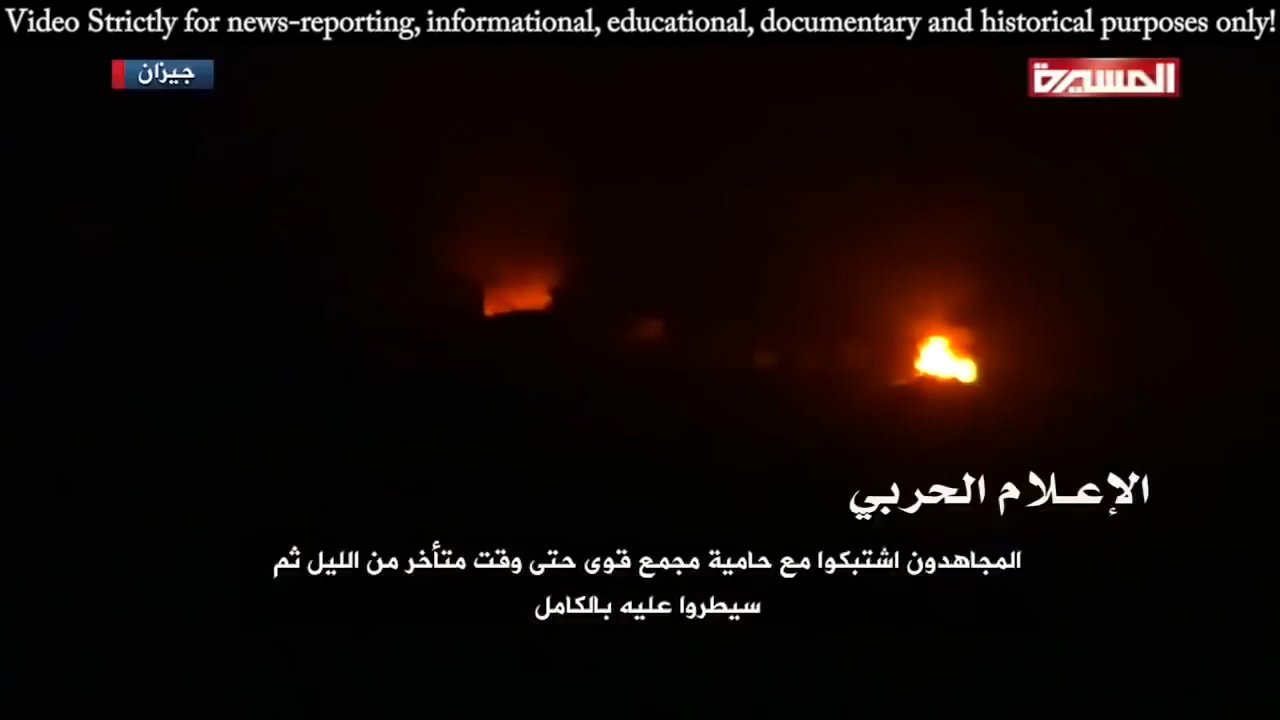 Video Strictly for news-reporting, informational, educational, documentary and historical purposes only!
جيزان
المسيرة
الإعلام الحربي
المجاهدون اشتبكوا مع حامية مجمع قوى حتى وقت متأخر من الليل ثم
سيطروا عليه بالكامل